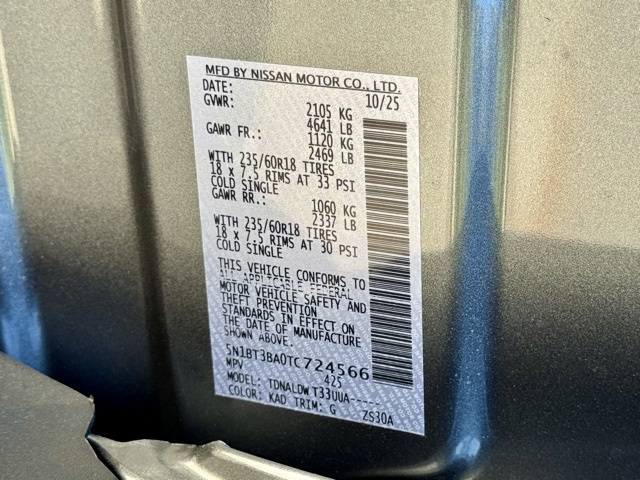 MFD BY NISSAN MOTOR CO., LTD.
DATE: 10/25
GVWR: 2105 KG
4641 LB
GAWR FR.: 1120 KG
2469 LB
WITH 235/60R18 TIRES
18 x 7.5 RIMS AT 33 PSI
COLD SINGLE
GAWR RR.: 1060 KG
2337 LB
WITH 235/60R18 TIRES
18 x 7.5 RIMS AT 30 PSI
COLD SINGLE
THIS VEHICLE CONFORMS TO
ALL APPLICABLE FEDERAL
MOTOR VEHICLE SAFETY AND
THEFT PREVENTION
STANDARDS IN EFFECT ON
THE DATE OF MANUFACTURE
SHOWN ABOVE.
5N1BT3BA0TC724566
MPV 425
MODEL: TDNALDW T33UUA-----
COLOR: KAD TRIM: G ZS30A